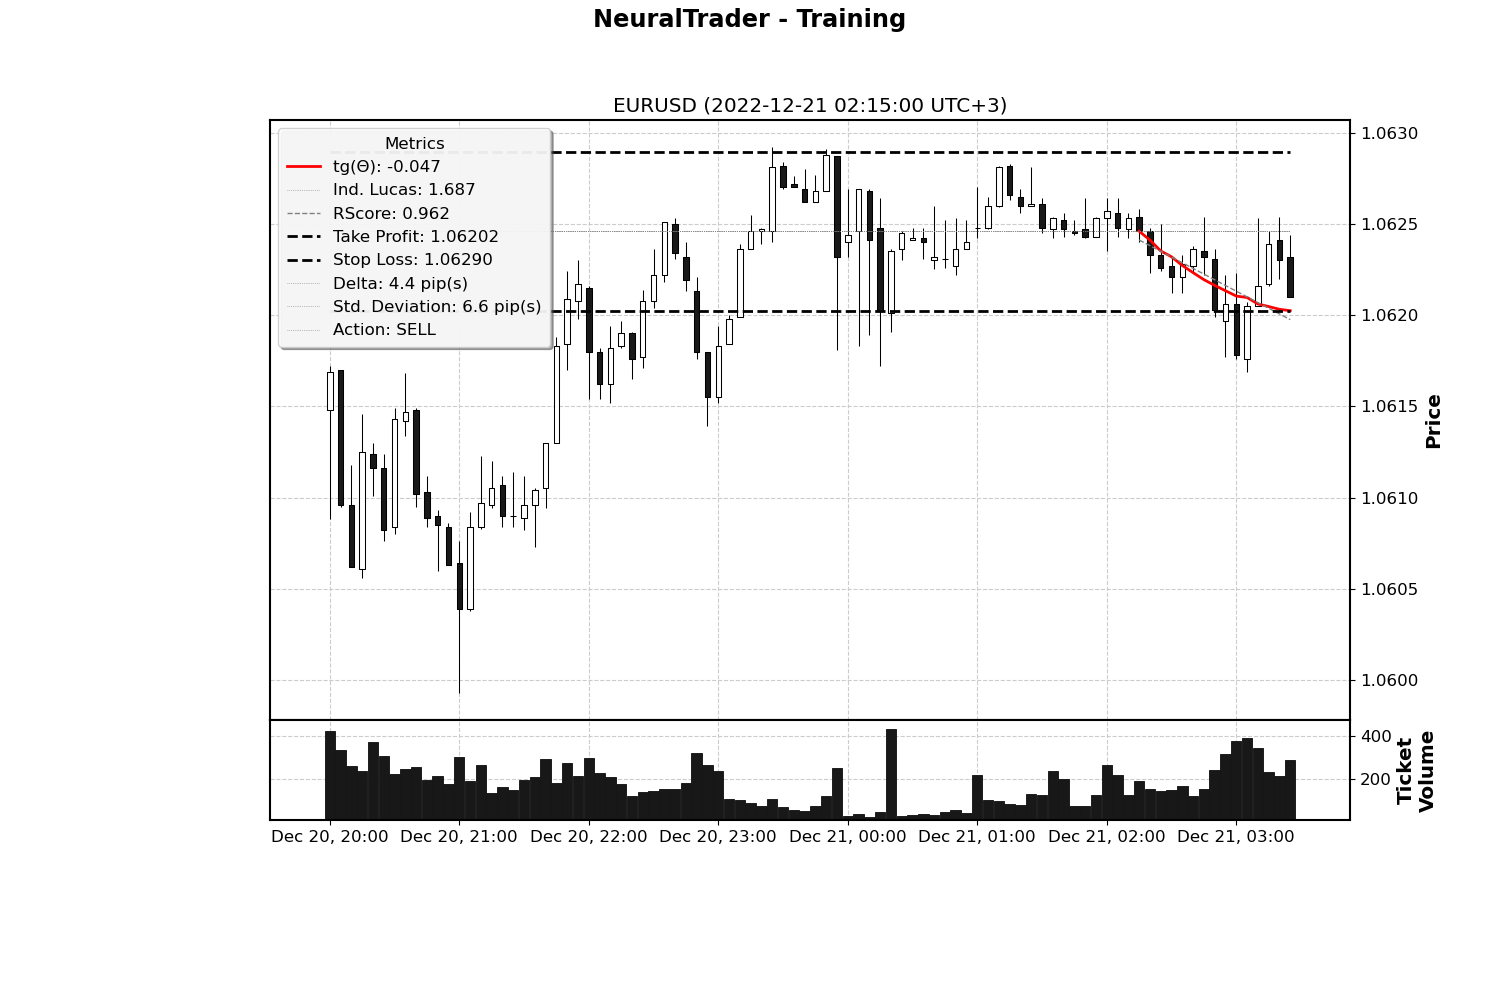 NeuralTrader - Training
EURUSD (2022-12-21 02:15:00 UTC+3)
Metrics
tg(Θ): -0.047
Ind. Lucas: 1.687
RScore: 0.962
Take Profit: 1.06202
Stop Loss: 1.06290
Delta: 4.4 pip(s)
Std. Deviation: 6.6 pip(s)
Action: SELL
1.0630
1.0625
1.0620
1.0615
1.0610
1.0605
1.0600
Price
400
200
Ticket
Volume
Dec 20, 20:00
Dec 20, 21:00
Dec 20, 22:00
Dec 20, 23:00
Dec 21, 00:00
Dec 21, 01:00
Dec 21, 02:00
Dec 21, 03:00